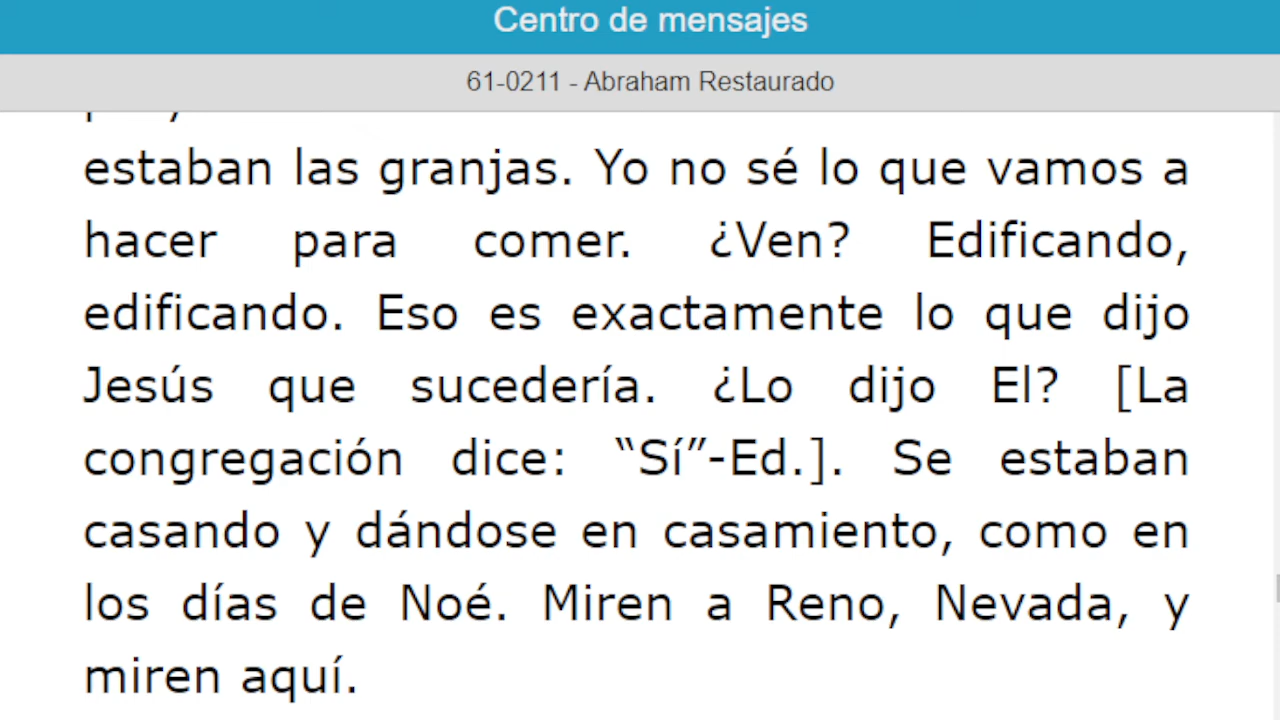 Centro de mensajes
61-0211 - Abraham Restaurado
estaban las granjas. Yo no sé lo que vamos a
hacer para comer. ¿Ven? Edificando,
edificando. Eso es exactamente lo que dijo
Jesús que sucedería. ¿Lo dijo El? [La
congregación dice: “Sí”-Ed.]. Se estaban
casando y dándose en casamiento, como en
los días de Noé. Miren a Reno, Nevada, y
miren aquí.